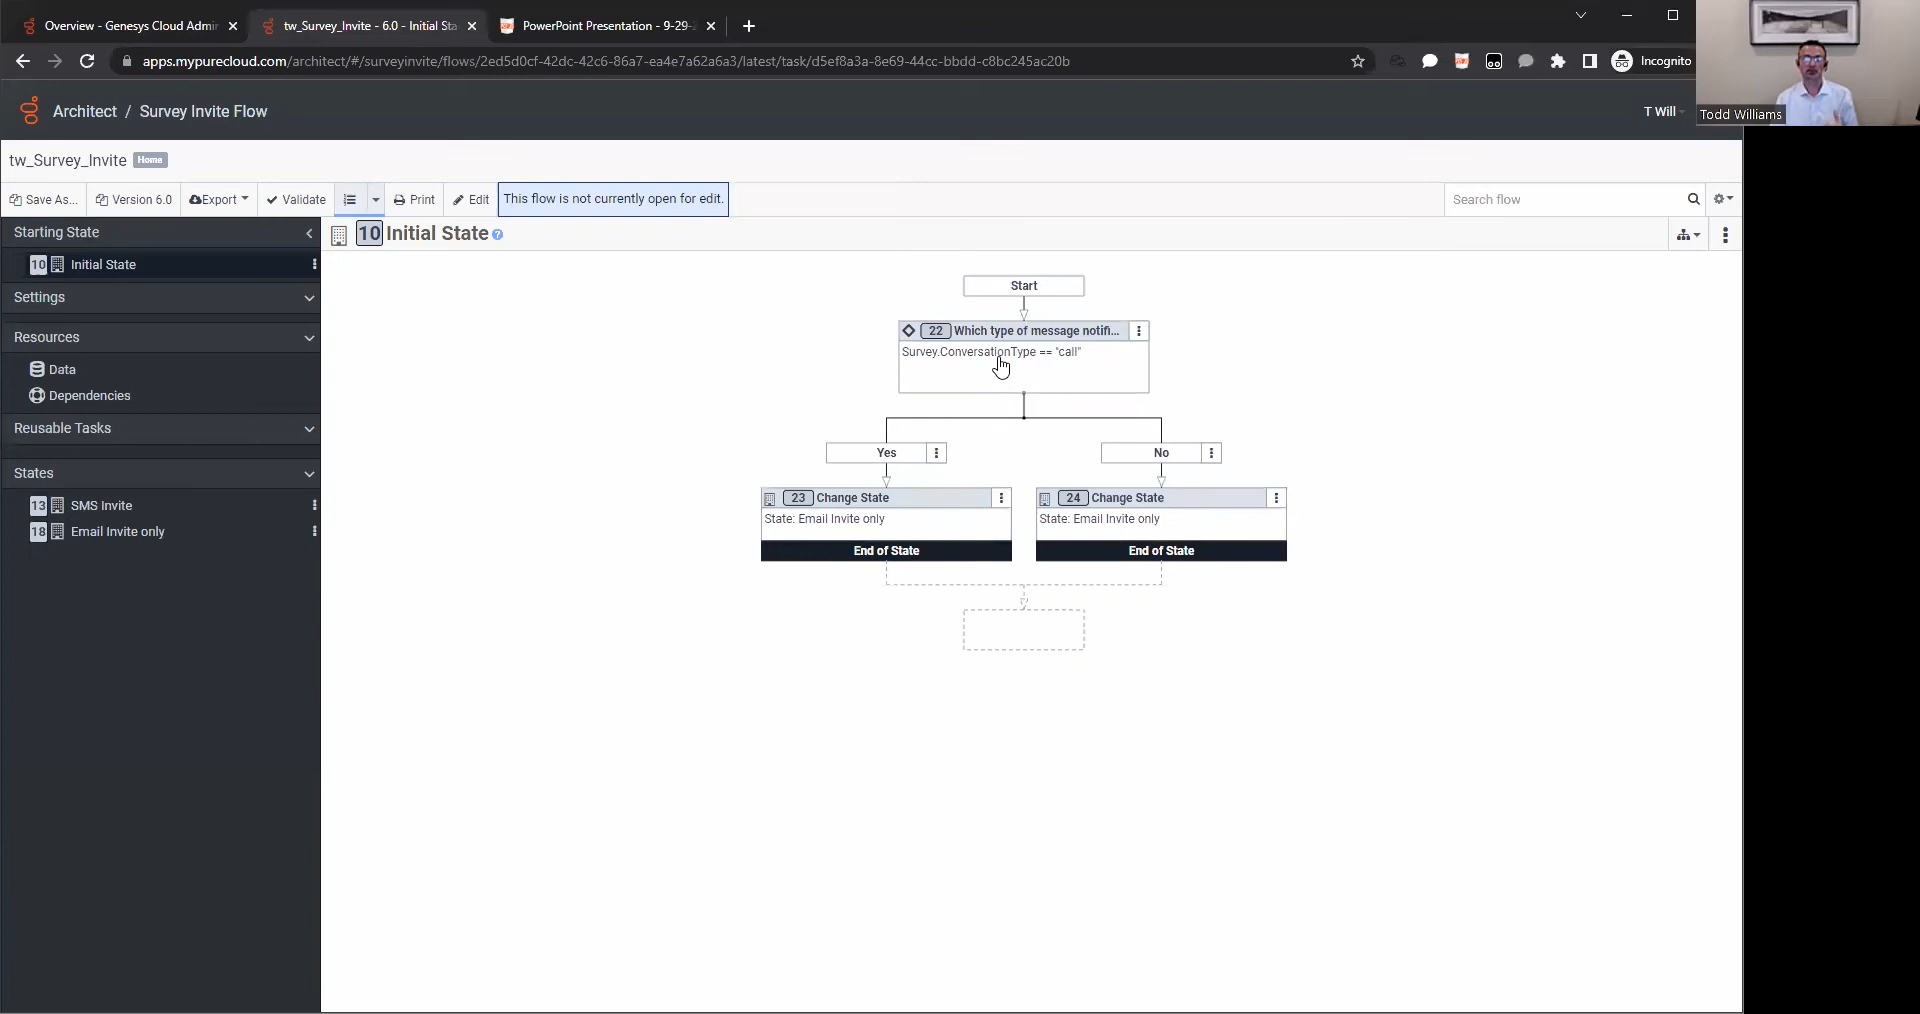 Overview - Genesys Cloud Admin
tw_Survey_Invite - 6.0 - Initial Sta
PowerPoint Presentation - 9-29-
apps.mypurecloud.com/architect/#/surveyinvite/flows/2ed5d0cf-42dc-42c6-86a7-ea4e7a62a6a3/latest/task/d5ef8a3a-8e69-44cc-bbdd-c8bc245ac20b
Incognito
Architect / Survey Invite Flow
T Will
Todd Williams
tw_Survey_Invite Home
Save As...
Version 6.0
Export
Validate
Print
Edit
This flow is not currently open for edit.
Search flow
Starting State
10 Initial State
Settings
Resources
Data
Dependencies
Reusable Tasks
States
13 SMS Invite
18 Email Invite only
10 Initial State
Start
22 Which type of message notifi...
Survey.ConversationType == "call"
Yes
No
23 Change State
State: Email Invite only
End of State
24 Change State
State: Email Invite only
End of State